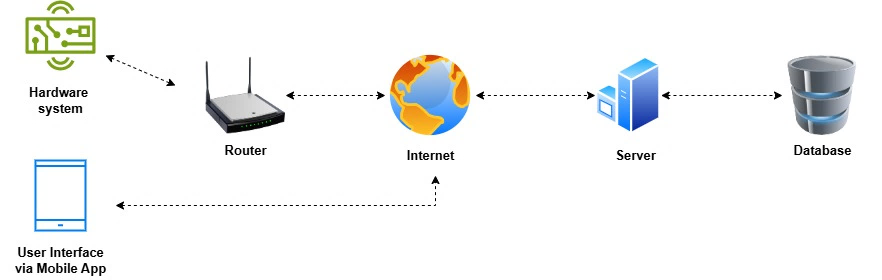 Hardware
system
Router
Internet
Server
Database
User Interface
via Mobile App